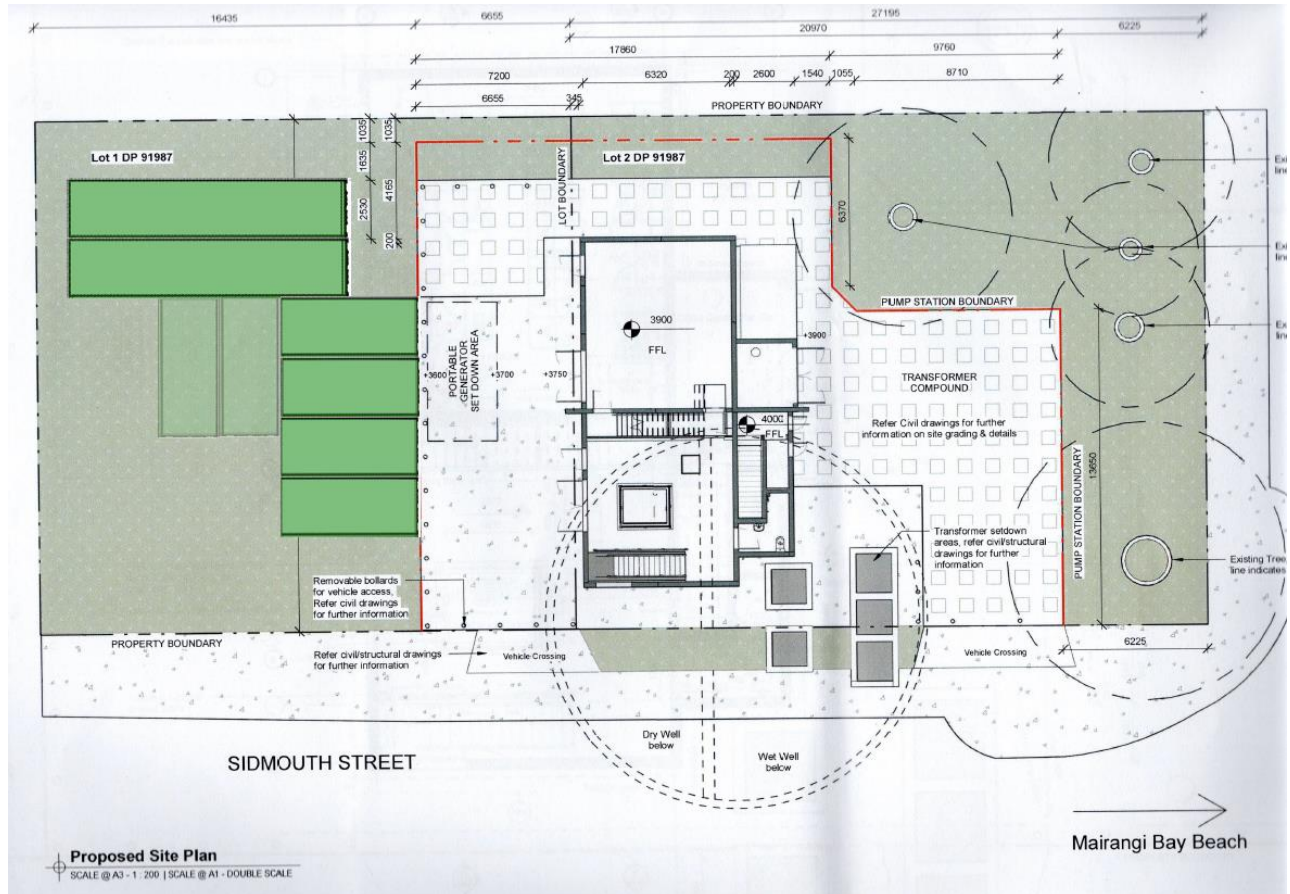 16435
6655
27195
20970
6225
17860
9760
7200
6320
200
2600
1540
1055
8710
6655
345
PROPERTY BOUNDARY
Lot 1 DP 91987
1035
1035
1635
4165
2530
200
LOT BOUNDARY
Lot 2 DP 91987
6370
PUMP STATION BOUNDARY
3900
FFL
+3900
PORTABLE
GENERATOR
SET DOWN AREA
+3600
+3700
+3750
TRANSFORMER
COMPOUND
Refer Civil drawings for further
information on site grading & details
FFL
13650
PUMP STATION BOUNDARY
Transformer setdown
areas, refer civil/structural
drawings for further
information
Existing Tree
line indicates
Removable bollards
for vehicle access,
Refer civil drawings
for further information
PROPERTY BOUNDARY
Refer civil/structural drawings
for further information
Vehicle Crossing
Vehicle Crossing
6225
Dry Well
below
Wet Well
below
SIDMOUTH STREET
Mairangi Bay Beach
Proposed Site Plan
SCALE @ A3 - 1 : 200 | SCALE @ A1 - DOUBLE SCALE